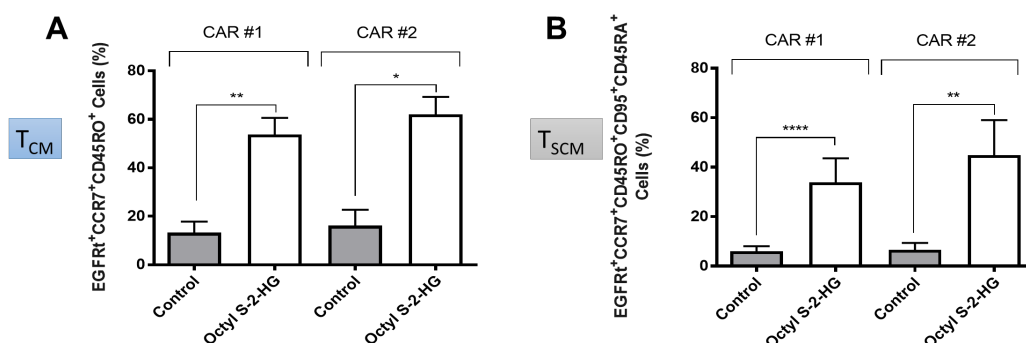 A
CAR #1
CAR #2
T_CM
EGFRt⁺CCR7⁺CD45RO⁺ Cells (%)
80
60
40
20
0
**
*
Control
Octyl S-2-HG
Control
Octyl S-2-HG
B
CAR #1
CAR #2
T_SCM
EGFRt⁺CCR7⁺CD45RO⁺CD95⁺CD45RA⁺
Cells (%)
80
60
40
20
0
****
**
Control
Octyl S-2-HG
Control
Octyl S-2-HG